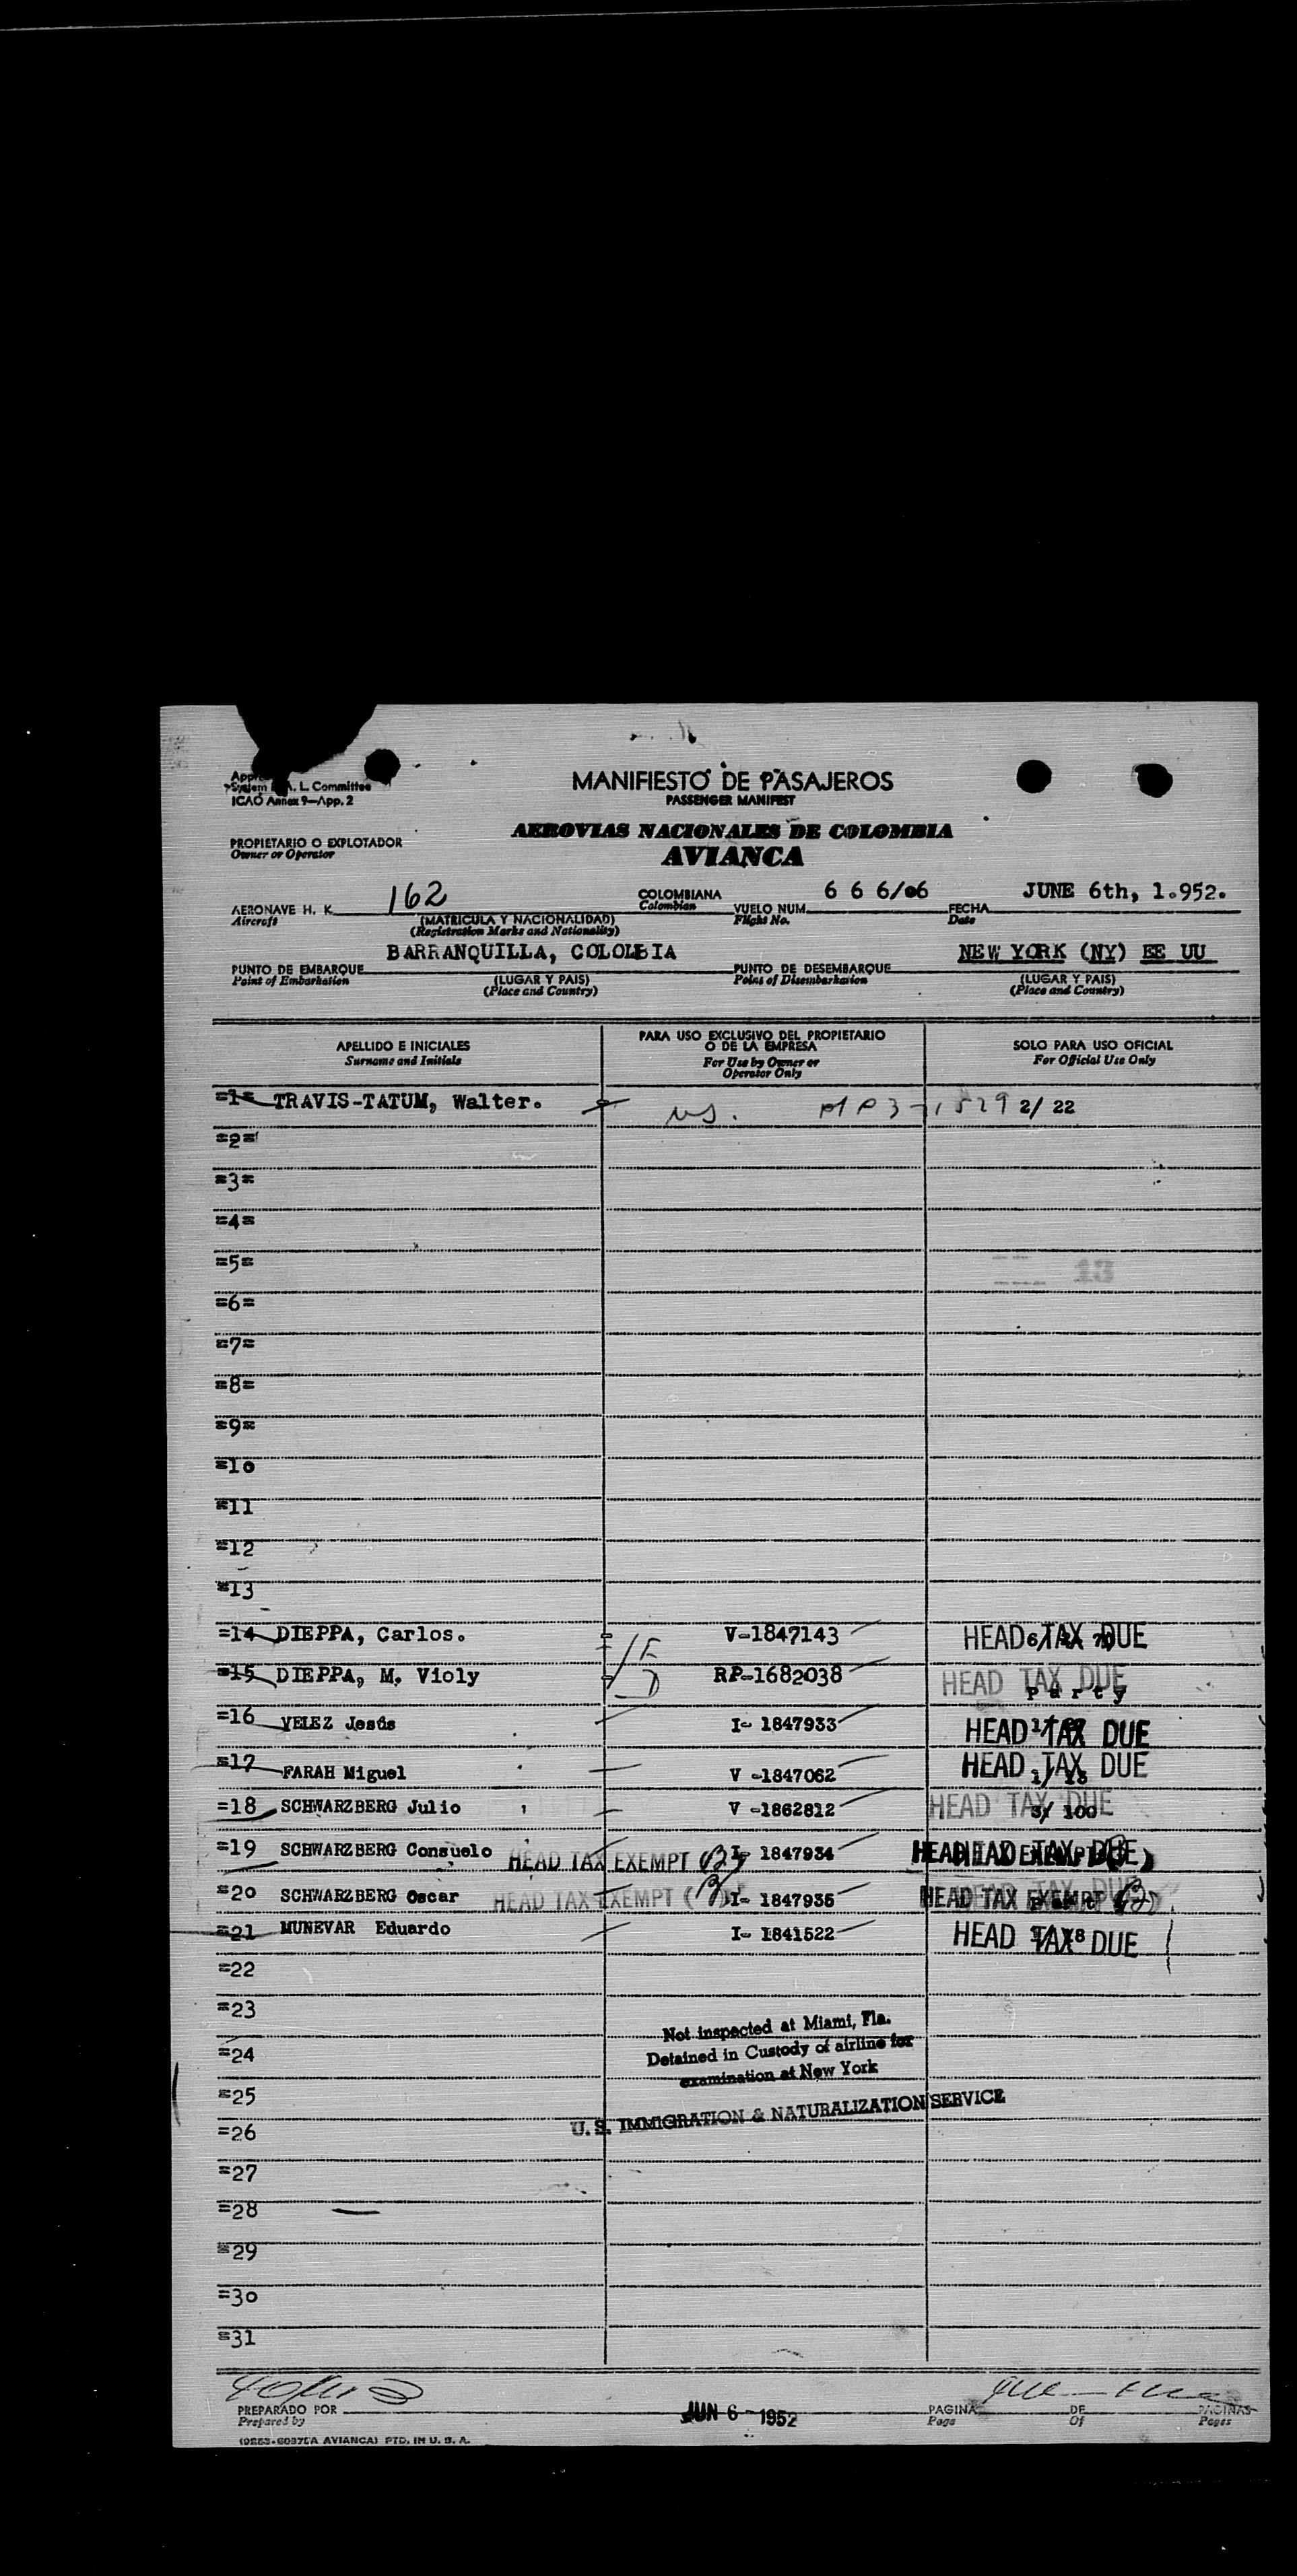 System A. L. Committee
ICAO Annex 9—App. 2
MANIFIESTO DE PASAJEROS
PASSENGER MANIFEST
PROPIETARIO O EXPLOTADOR
Owner or Operator
AEROVIAS NACIONALES DE COLOMBIA
AVIANCA
AERONAVE H. K. 162 COLOMBIANA VUELO NUM. 6 6 6/06 FECHA JUNE 6th, 1.952.
Aircraft (MATRICULA Y NACIONALIDAD) Colombian Flight No. Date
(Registration Marks and Nationality)
PUNTO DE EMBARQUE BARRANQUILLA, COLOLBIA PUNTO DE DESEMBARQUE NEW YORK (NY) EE UU
Point of Embarkation (LUGAR Y PAIS) Point of Disembarkation (LUGAR Y PAIS)
(Place and Country) (Place and Country)
APELLIDO E INICIALES PARA USO EXCLUSIVO DEL PROPIETARIO O DE LA EMPRESA SOLO PARA USO OFICIAL
Surname and Initials For Use by Owner or Operator Only For Official Use Only
=1= TRAVIS-TATUM, Walter. US. 2/ 22
=2=
=3=
=4=
=5= 13
=6=
=7=
=8=
=9=
=10
=11
=12
=13
=14 DIEPPA, Carlos. V-1847143 HEAD TAX DUE
=15 DIEPPA, M. Violy RP-1682038 HEAD TAX DUE Party
=16 VELEZ Jesús I- 1847933 HEAD TAX DUE
=17 FARAH Miguel V -1847062 HEAD TAX DUE
=18 SCHWARZBERG Julio V -1862812 HEAD TAX DUE 3/ 100
=19 SCHWARZBERG Consuelo HEAD TAX EXEMPT I- 1847934 HEAD TAX EXEMPT
=20 SCHWARZBERG Oscar HEAD TAX EXEMPT I- 1847935 HEAD TAX EXEMPT
=21 MUNEVAR Eduardo I- 1841522 HEAD TAX DUE
=22
=23
Not inspected at Miami, Fla.
=24
Detained in Custody of airline for
examination at New York
=25
U. S. IMMIGRATION & NATURALIZATION SERVICE
=26
=27
=28
=29
=30
=31
PREPARADO POR JUN 6 - 1952 PAGINA DE PAGINAS
Prepared by Page Of Pages